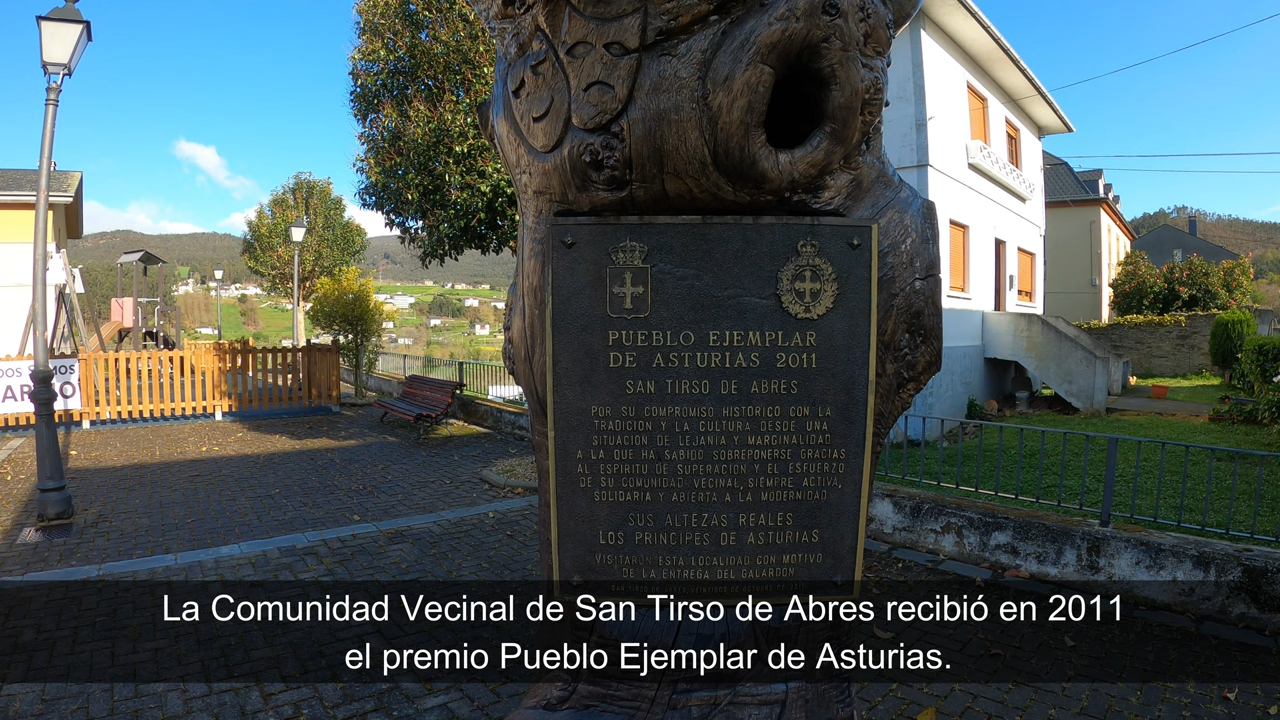 DOS SOMOS
PUEBLO EJEMPLAR
DE ASTURIAS 2011
SAN TIRSO DE ABRES
POR SU COMPROMISO HISTORICO CON LA
TRADICION Y LA CULTURA DESDE UNA
SITUACION DE LEJANIA Y MARGINALIDAD
A LA QUE HA SABIDO SOBREPONERSE GRACIAS
AL ESPIRITU DE SUPERACION Y EL ESFUERZO
DE SU COMUNIDAD VECINAL, SIEMPRE ACTIVA,
SOLIDARIA Y ABIERTA A LA MODERNIDAD
SUS ALTEZAS REALES
LOS PRINCIPES DE ASTURIAS
VISITARON ESTA LOCALIDAD CON MOTIVO
DE LA ENTREGA DEL GALARDON
La Comunidad Vecinal de San Tirso de Abres recibió en 2011
el premio Pueblo Ejemplar de Asturias.